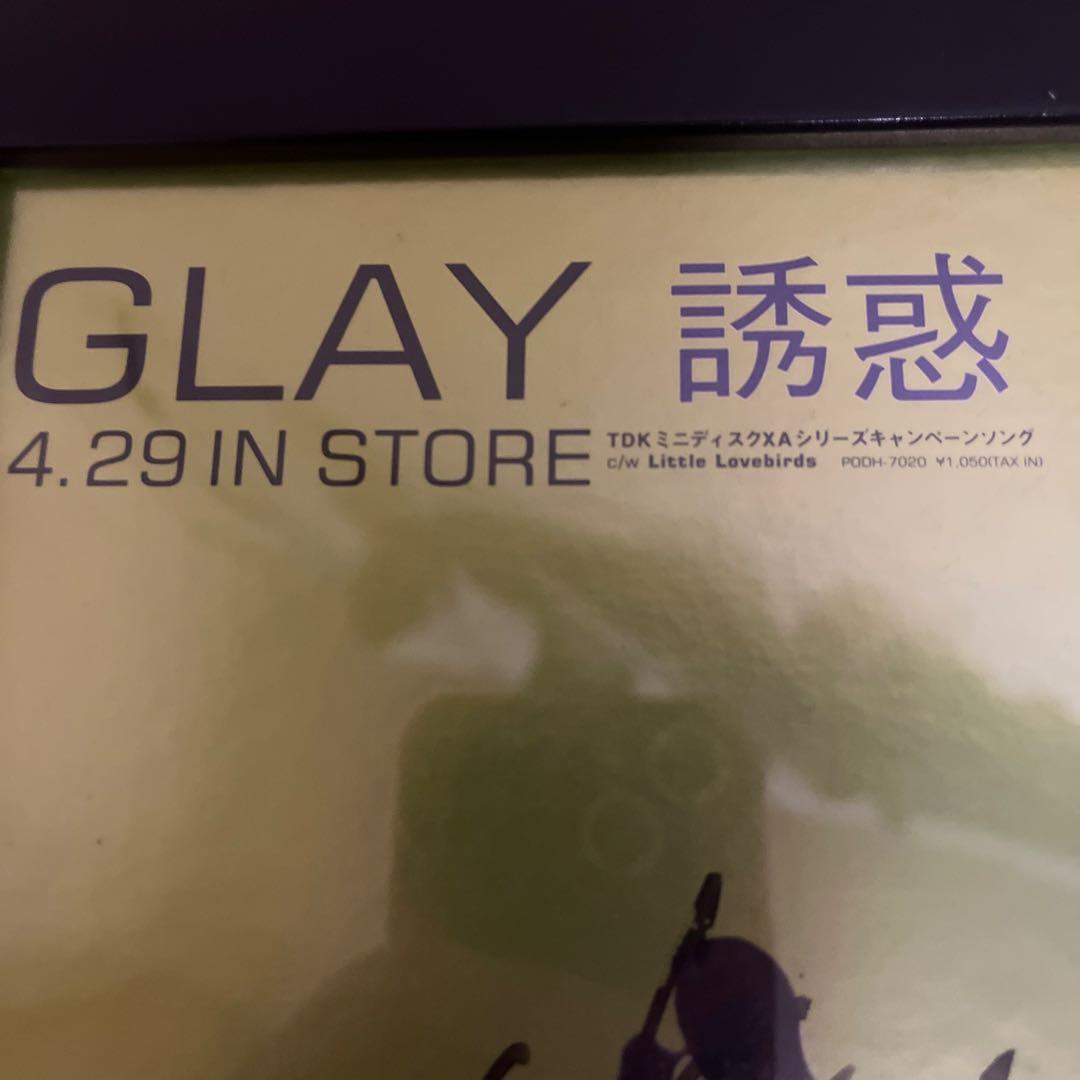 GLAY 誘惑
4.29 IN STORE
TDKミニディスクXAシリーズキャンペーンソング
c/w Little Lovebirds PODH-7020 ¥1,050(TAX IN)